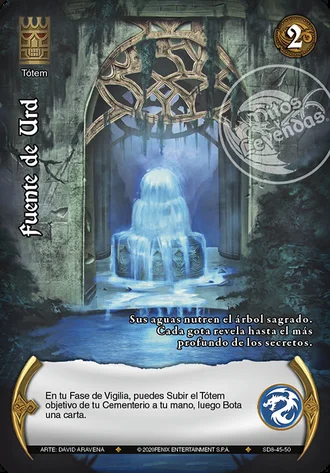 2
Tótem
Mitos y Leyendas
Fuente de Urd
Sus aguas nutren el árbol sagrado.
Cada gota revela hasta el más
profundo de los secretos.
En tu Fase de Vigilia, puedes Subir el Tótem
objetivo de tu Cementerio a tu mano, luego Bota
una carta.
ARTE: DAVID ARAVENA
©2020FENIX ENTERTAINMENT S.P.A.
SD8-45-50